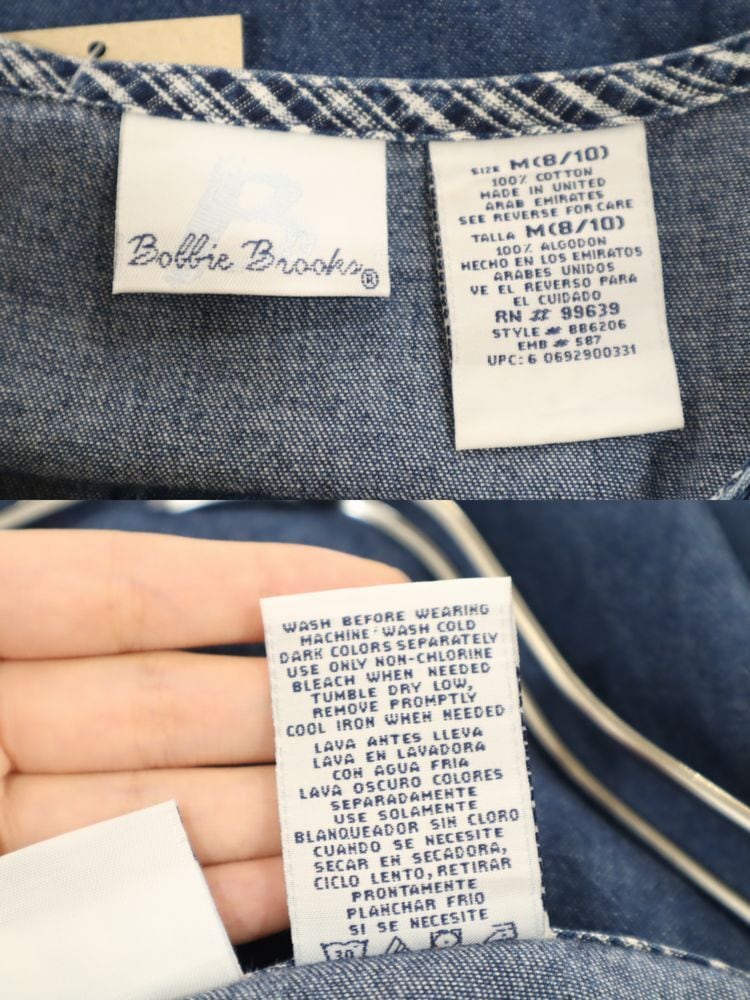 Bobbie Brooks®
SIZE M(8/10)
100% COTTON
MADE IN UNITED
ARAB EMIRATES
SEE REVERSE FOR CARE
TALLA M(8/10)
100% ALGODON
HECHO EN LOS EMIRATOS
ARABES UNIDOS
VE EL REVERSO PARA
EL CUIDADO
RN # 99639
STYLE # BB6206
EMB # 587
UPC: 6 0692900331
WASH BEFORE WEARING
MACHINE WASH COLD
DARK COLORS SEPARATELY
USE ONLY NON-CHLORINE
BLEACH WHEN NEEDED
TUMBLE DRY LOW,
REMOVE PROMPTLY
COOL IRON WHEN NEEDED
LAVA ANTES LLEVA
LAVA EN LAVADORA
CON AGUA FRIA
LAVA OSCURO COLORES
SEPARADAMENTE
USE SOLAMENTE
BLANQUEADOR SIN CLORO
CUANDO SE NECESITE
SECAR EN SECADORA,
CICLO LENTO, RETIRAR
PRONTAMENTE
PLANCHAR FRIO
SI SE NECESITE
30